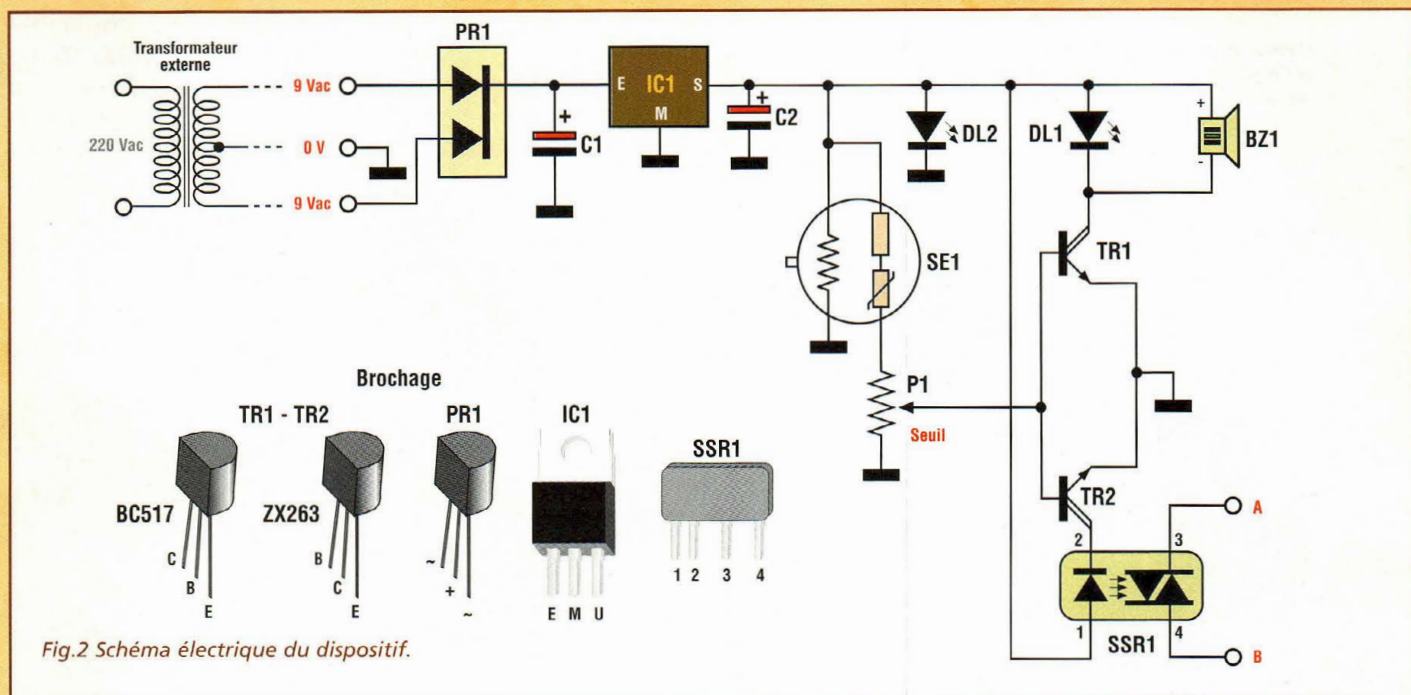 Transformateur
externe
220 Vac
9 Vac
0 V
9 Vac
PR1
+
C1
E IC1 S
M
+
C2
DL2
DL1
+
-
BZ1
SE1
TR1
P1
Seuil
TR2
2 3
A
1 4
SSR1
B
Brochage
TR1 - TR2
PR1
IC1
SSR1
BC517
C
B
E
ZX263
B
C
E
~
+
~
E M U
1 2 3 4
Fig.2 Schéma électrique du dispositif.